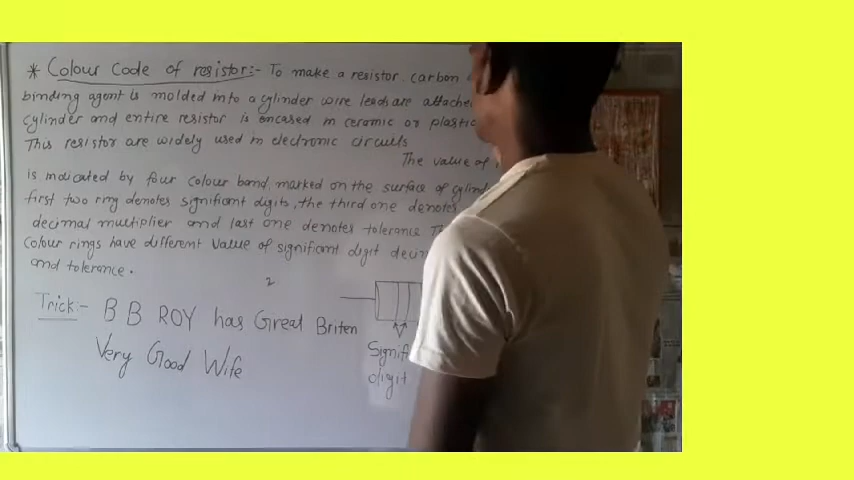 * Colour Code of resistor:- To make a resistor carbon
binding agent is molded into a cylinder wire leads are attache
cylinder and entire resistor is encased in ceramic or plastic
This resistor are widely used in electronic circuits
The value of
is indicated by four colour band marked on the surface of cylind
first two ring denotes significant digits, the third one denotes
decimal multiplier and last one denotes tolerance T
colour rings have different value of significant digit decim
and tolerance.
2
Trick:- B B ROY has Great Briten
Very Good Wife
Signif
digit